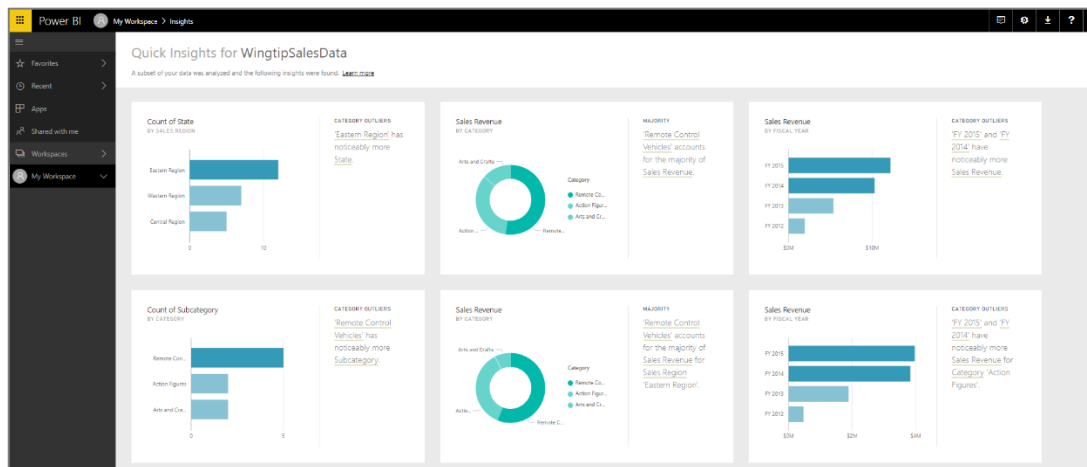 Power BI
My Workspace > Insights
?
Favorites
Recent
Apps
Shared with me
Workspaces
My Workspace
Quick Insights for WingtipSalesData
A subset of your data was analyzed and the following insights were found. Learn more
Count of State
BY SALES REGION
Eastern Region
Western Region
Central Region
0
10
CATEGORY OUTLIERS
'Eastern Region' has
noticeably more
State.
Sales Revenue
BY CATEGORY
Arts and Crafts
Action ...
Remote...
Category
Remote Co...
Action Figur...
Arts and Cr...
MAJORITY
'Remote Control
Vehicles' accounts
for the majority of
Sales Revenue.
Sales Revenue
BY FISCAL YEAR
FY 2015
FY 2014
FY 2013
FY 2012
$0M
$10M
CATEGORY OUTLIERS
'FY 2015' and 'FY
2014' have
noticeably more
Sales Revenue.
Count of Subcategory
BY CATEGORY
Remote Con...
Action Figures
Arts and Cra...
0
5
CATEGORY OUTLIERS
'Remote Control
Vehicles' has
noticeably more
Subcategory.
Sales Revenue
BY CATEGORY
Arts and Crafts
Actio...
Remote C...
Category
Remote Co...
Action Figur...
Arts and Cr...
MAJORITY
'Remote Control
Vehicles' accounts
for the majority of
Sales Revenue for
Sales Region
'Eastern Region'.
Sales Revenue
BY FISCAL YEAR
FY 2015
FY 2014
FY 2013
FY 2012
$0M
$2M
$4M
CATEGORY OUTLIERS
'FY 2015' and 'FY
2014' have
noticeably more
Sales Revenue for
Category 'Action
Figures'.